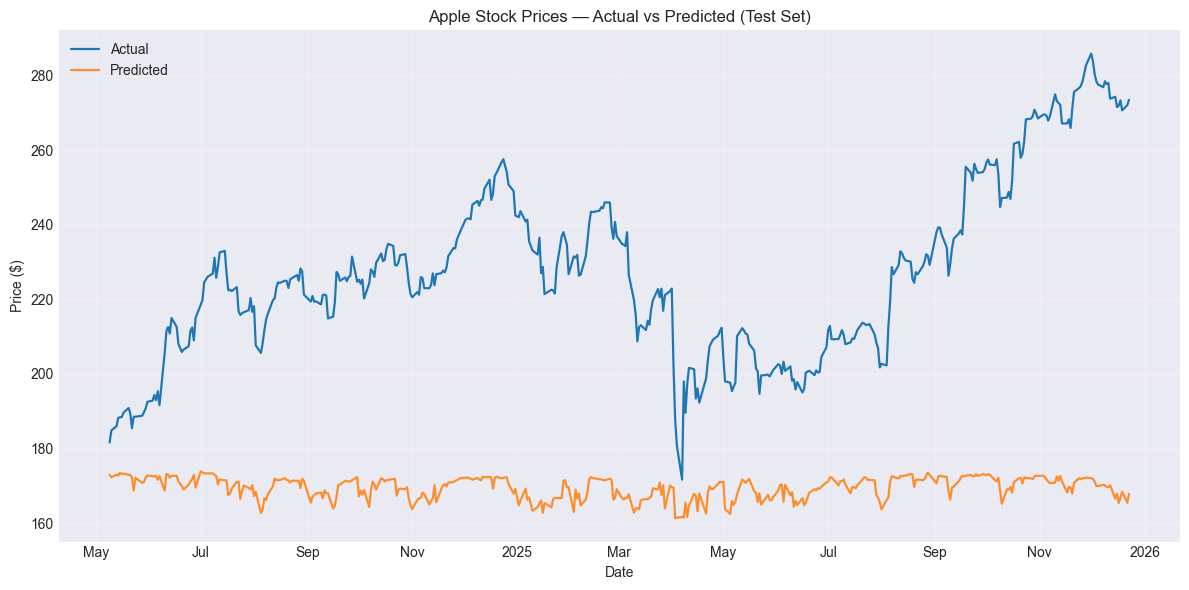 Apple Stock Prices — Actual vs Predicted (Test Set)
Actual
Predicted
Price ($)
280
260
240
220
200
180
160
May Jul Sep Nov 2025 Mar May Jul Sep Nov 2026
Date